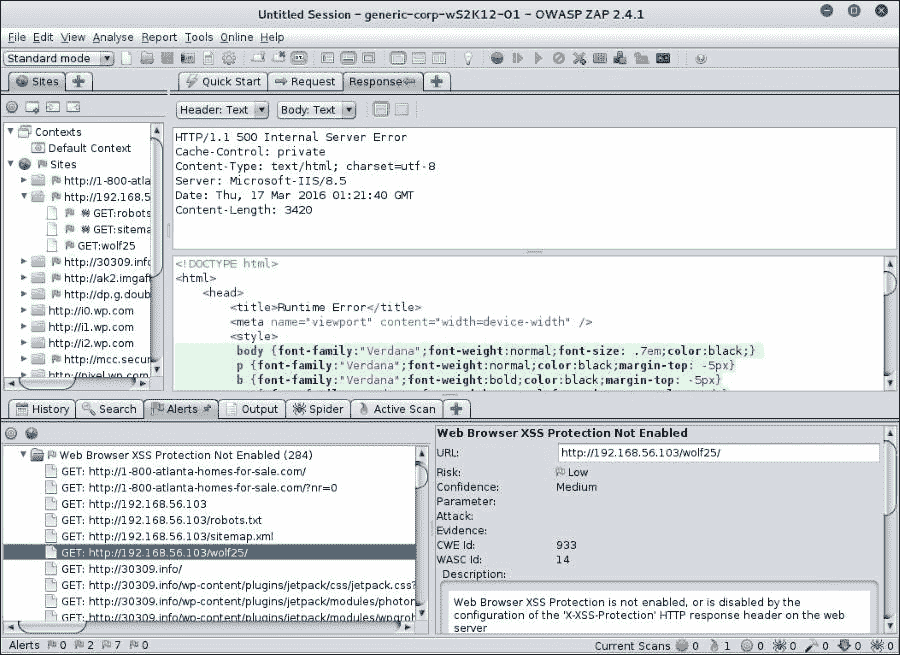 Untitled Session - generic-corp-wS2K12-01 - OWASP ZAP 2.4.1
File Edit View Analyse Report Tools Online Help
Standard mode
Sites
Quick Start
Request
Response
Header: Text
Body: Text
Contexts
Default Context
Sites
http://1-800-atla
http://192.168.5
GET:robots
GET:sitema
GET:wolf25
http://30309.info
http://ak2.imgaft
http://dp.g.doub
http://i0.wp.com
http://i1.wp.com
http://i2.wp.com
http://mcc.secur
http://pixel.wp.com
HTTP/1.1 500 Internal Server Error
Cache-Control: private
Content-Type: text/html; charset=utf-8
Server: Microsoft-IIS/8.5
Date: Thu, 17 Mar 2016 01:21:40 GMT
Content-Length: 3420
<!DOCTYPE html>
<html>
<head>
<title>Runtime Error</title>
<meta name="viewport" content="width=device-width" />
<style>
body {font-family:"Verdana";font-weight:normal;font-size: .7em;color:black;}
p {font-family:"Verdana";font-weight:normal;color:black;margin-top: -5px}
b {font-family:"Verdana";font-weight:bold;color:black;margin-top: -5px}
History
Search
Alerts
Output
Spider
Active Scan
Web Browser XSS Protection Not Enabled (284)
GET: http://1-800-atlanta-homes-for-sale.com/
GET: http://1-800-atlanta-homes-for-sale.com/?nr=0
GET: http://192.168.56.103
GET: http://192.168.56.103/robots.txt
GET: http://192.168.56.103/sitemap.xml
GET: http://192.168.56.103/wolf25/
GET: http://30309.info/
GET: http://30309.info/wp-content/plugins/jetpack/css/jetpack.css?
GET: http://30309.info/wp-content/plugins/jetpack/modules/photon
GET: http://30309.info/wp-content/plugins/jetpack/modules/wpgroh
Web Browser XSS Protection Not Enabled
URL: http://192.168.56.103/wolf25/
Risk: Low
Confidence: Medium
Parameter:
Attack:
Evidence:
CWE Id: 933
WASC Id: 14
Description:
Web Browser XSS Protection is not enabled, or is disabled by the
configuration of the 'X-XSS-Protection' HTTP response header on the web
server
Alerts 0 2 7 0
Current Scans 0 1 0 0 0 0 0